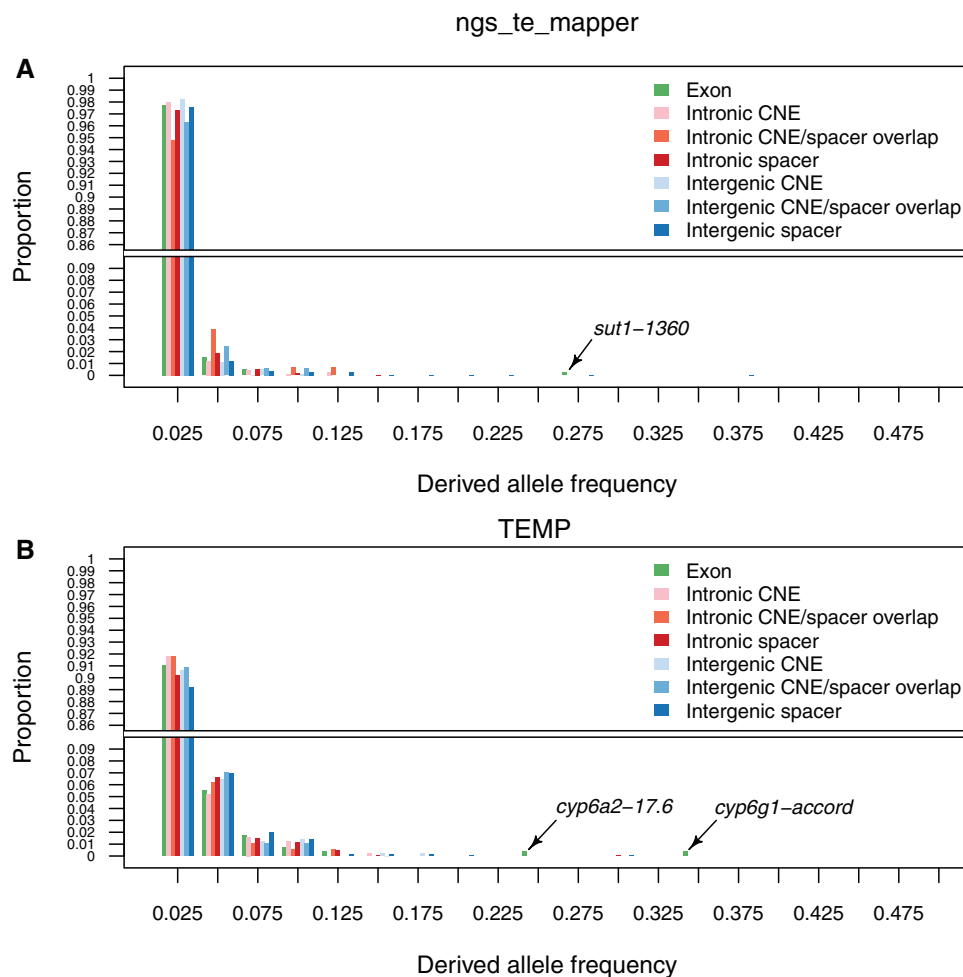 ngs_te_mapper
A
1
0.99
0.98
0.97
0.96
0.95
0.94
0.93
0.92
0.91
0.9
0.89
0.88
0.87
0.86
0.09
0.08
0.07
0.06
0.05
0.04
0.03
0.02
0.01
0
Proportion
Exon
Intronic CNE
Intronic CNE/spacer overlap
Intronic spacer
Intergenic CNE
Intergenic CNE/spacer overlap
Intergenic spacer
sut1−1360
0.025 0.075 0.125 0.175 0.225 0.275 0.325 0.375 0.425 0.475
Derived allele frequency
TEMP
B
1
0.99
0.98
0.97
0.96
0.95
0.94
0.93
0.92
0.91
0.9
0.89
0.88
0.87
0.86
0.09
0.08
0.07
0.06
0.05
0.04
0.03
0.02
0.01
0
Proportion
Exon
Intronic CNE
Intronic CNE/spacer overlap
Intronic spacer
Intergenic CNE
Intergenic CNE/spacer overlap
Intergenic spacer
cyp6a2−17.6
cyp6g1−accord
0.025 0.075 0.125 0.175 0.225 0.275 0.325 0.375 0.425 0.475
Derived allele frequency